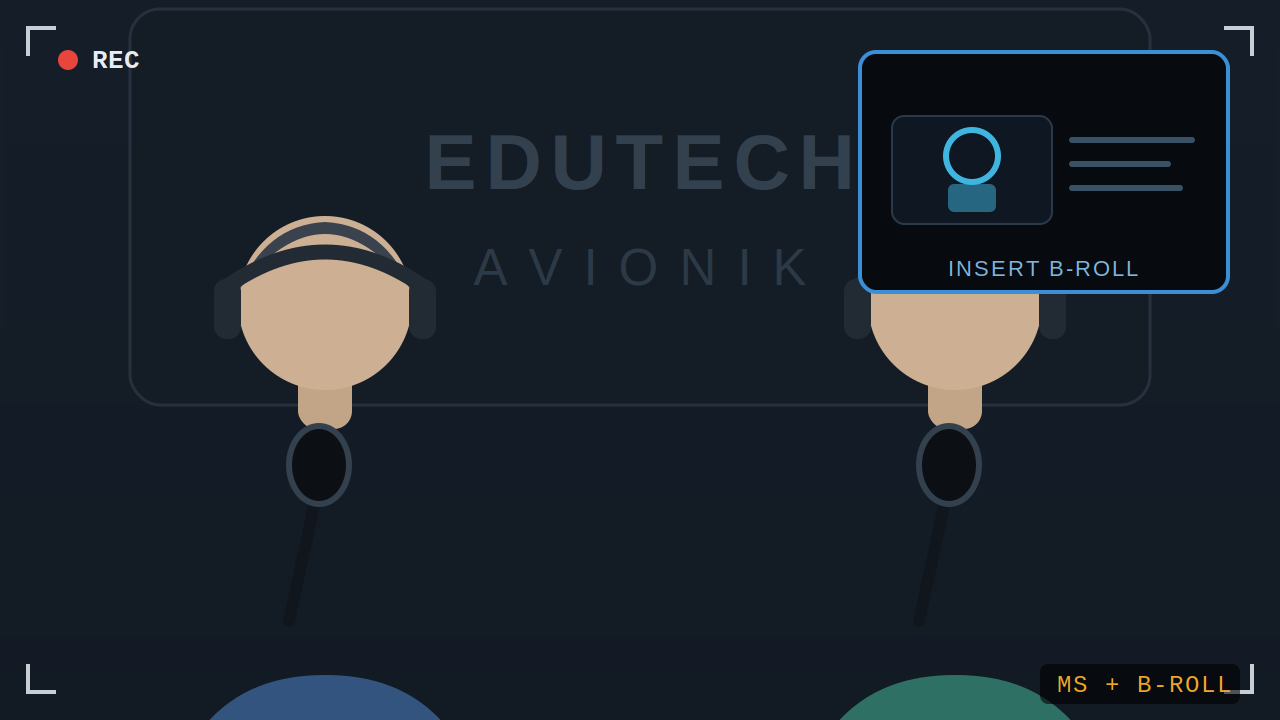 REC
EDUTECH
AVIONIK
INSERT B-ROLL
MS + B-ROLL